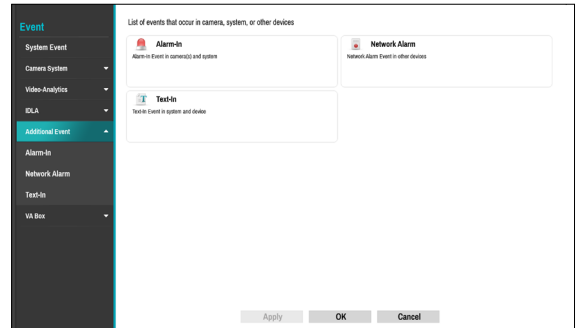 Event
System Event
Camera System
Video-Analytics
IDLA
Additional Event
Alarm-In
Network Alarm
Text-In
VA Box
List of events that occur in camera, system, or other devices
Alarm-In
Alarm-In Event in camera(s) and system
Network Alarm
Network Alarm Event in other devices
Text-In
Text-In Event in system and device
Apply OK Cancel